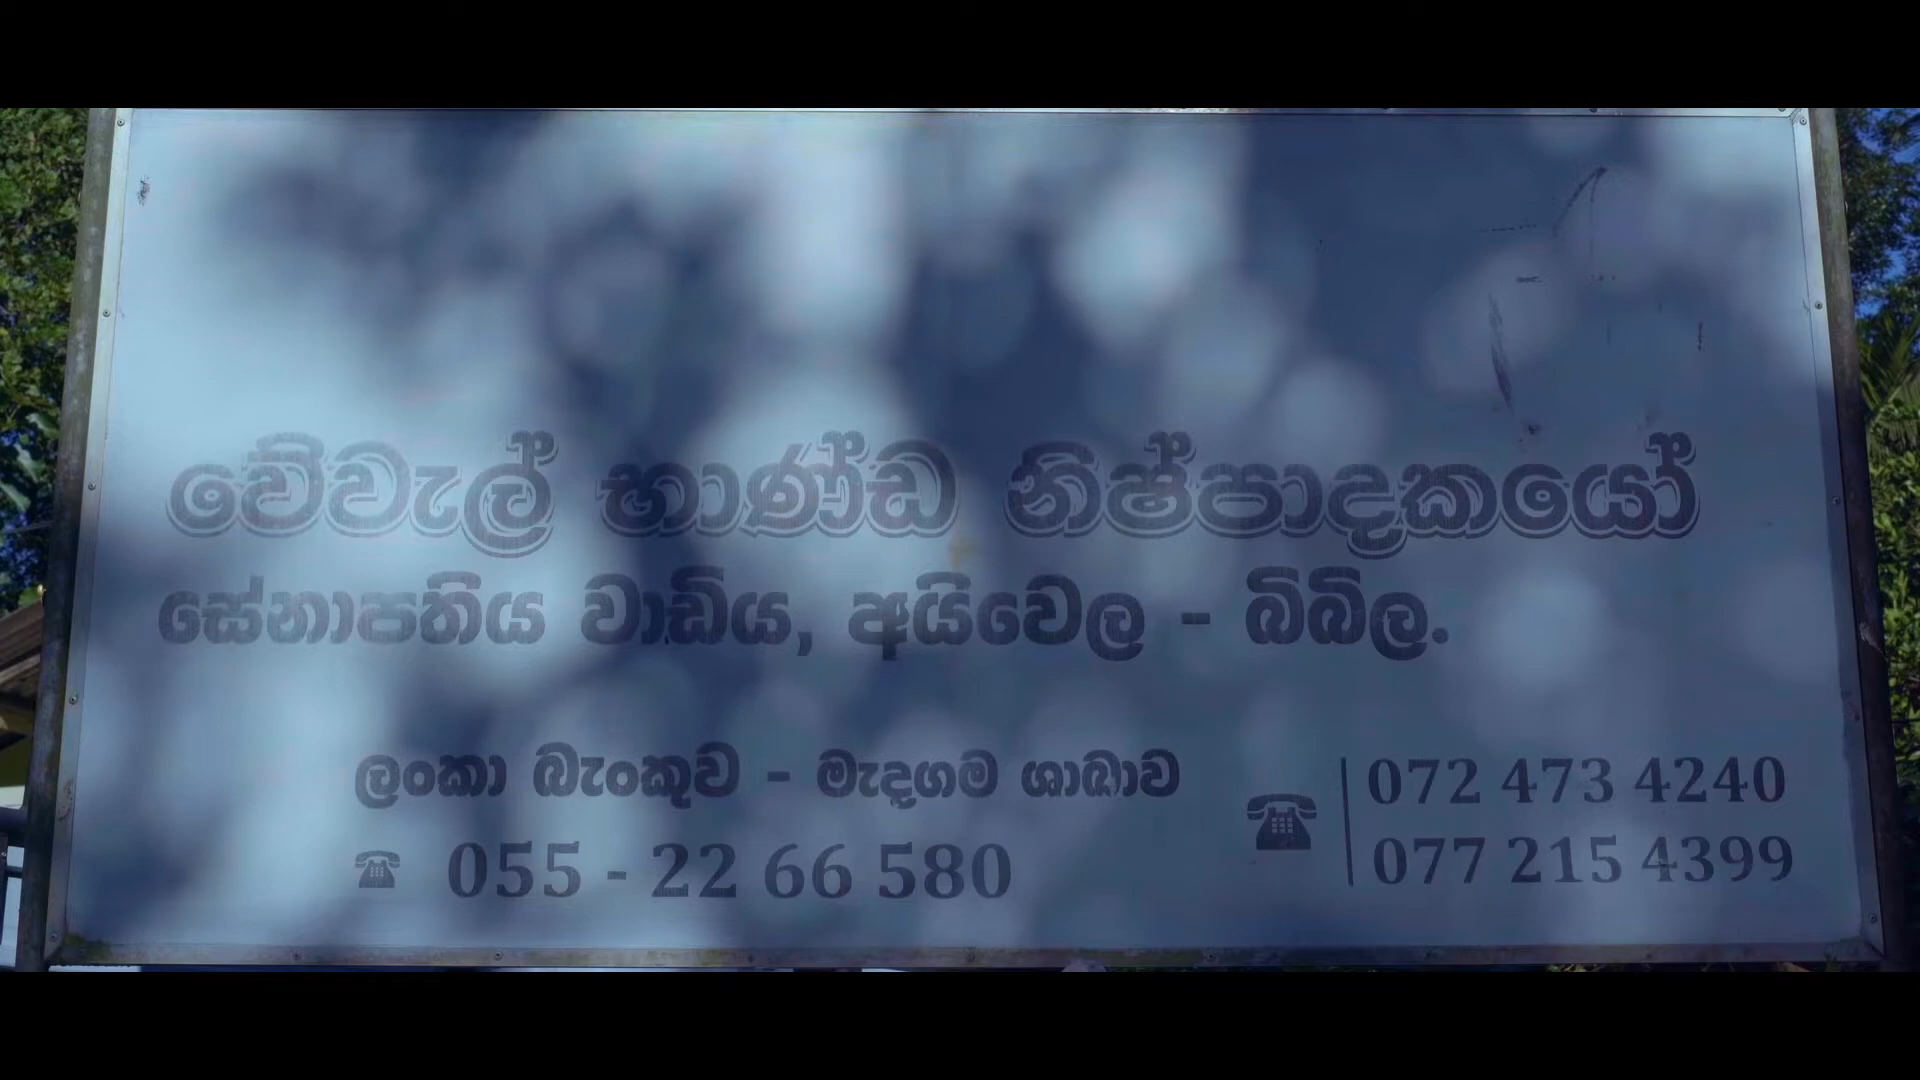 වේවැල් භාණ්ඩ නිෂ්පාදකයෝ
සේනාපතිය වාඩිය, අයිවෙල - බිබිල.
ලංකා බැංකුව - මැදගම ශාඛාව
055 - 22 66 580
072 473 4240
077 215 4399